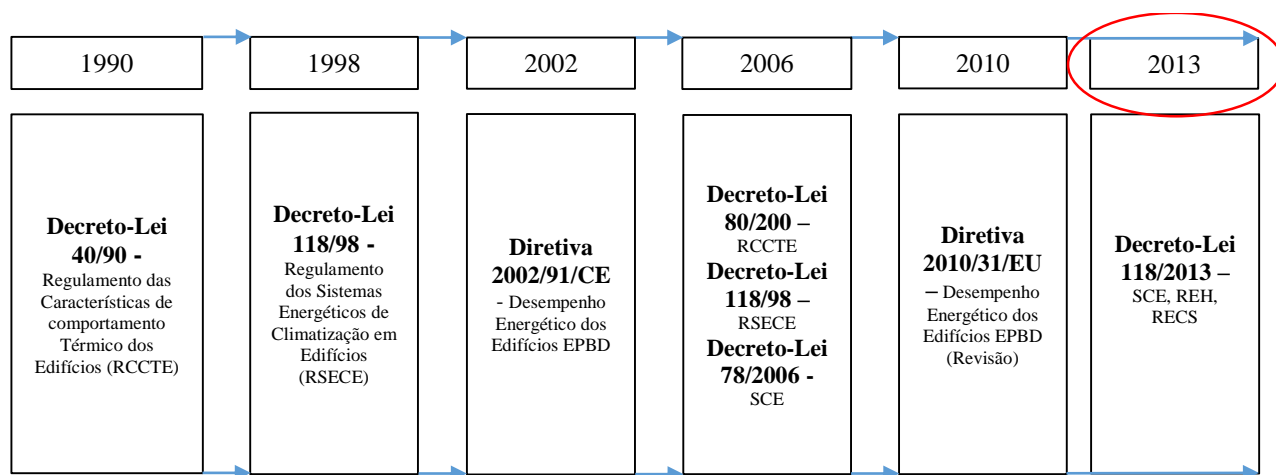 1990
1998
2002
2006
2010
2013
Decreto-Lei
40/90 -
Regulamento das
Características de
comportamento
Térmico dos
Edifícios (RCCTE)
Decreto-Lei
118/98 -
Regulamento
dos Sistemas
Energéticos de
Climatização em
Edifícios
(RSECE)
Diretiva
2002/91/CE
- Desempenho
Energético dos
Edifícios EPBD
Decreto-Lei
80/200 –
RCCTE
Decreto-Lei
118/98 –
RSECE
Decreto-Lei
78/2006 -
SCE
Diretiva
2010/31/EU
– Desempenho
Energético dos
Edifícios EPBD
(Revisão)
Decreto-Lei
118/2013 –
SCE, REH,
RECS